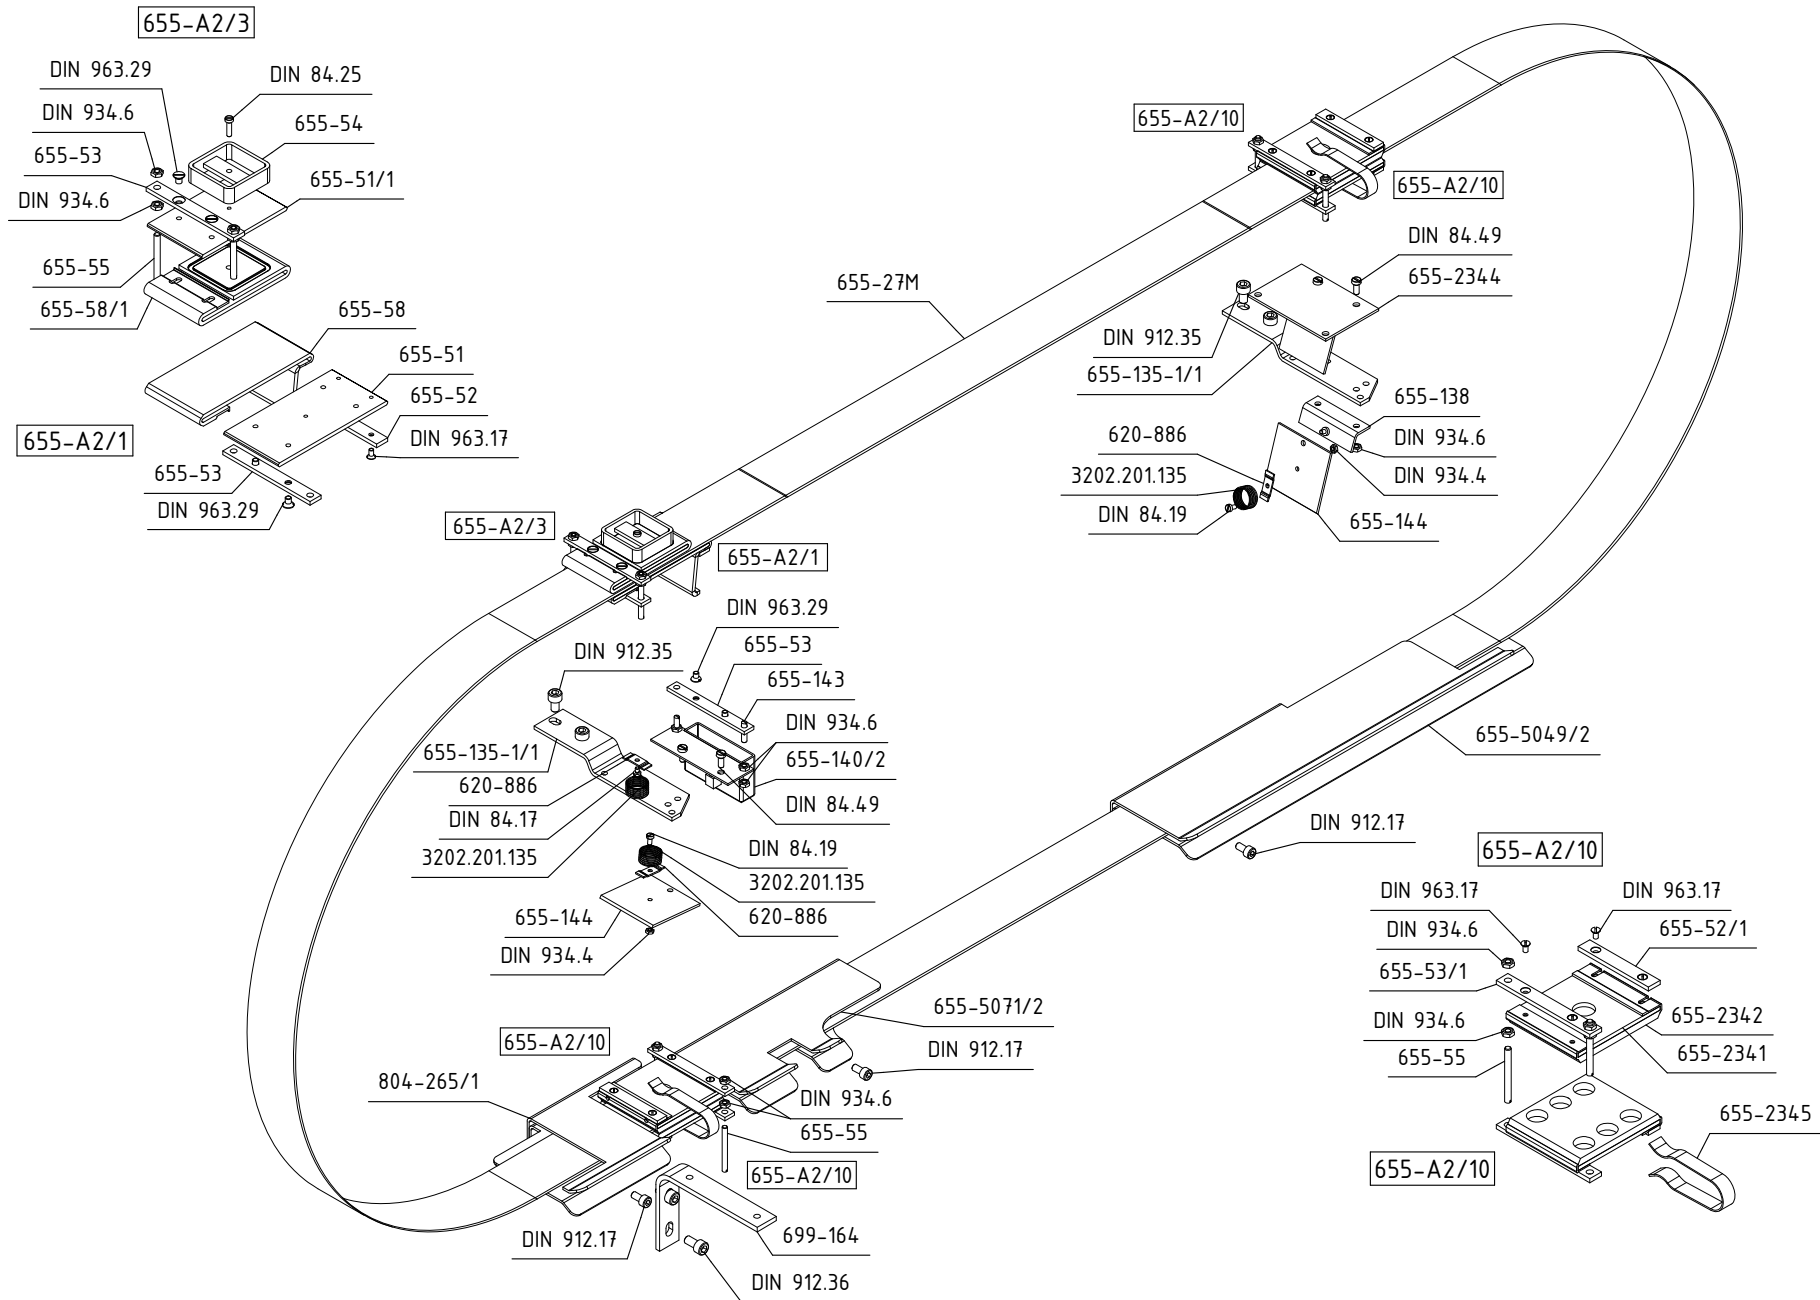 655-A2/3
DIN 963.29
DIN 84.25
DIN 934.6
655-54
655-53
655-51/1
DIN 934.6
655-55
655-58/1
655-58
655-51
655-52
655-A2/1
DIN 963.17
655-53
DIN 963.29
655-27M
655-A2/10
655-A2/10
DIN 84.49
655-2344
DIN 912.35
655-135-1/1
655-138
620-886
DIN 934.6
3202.201.135
DIN 934.4
DIN 84.19
655-144
655-A2/3
655-A2/1
DIN 963.29
DIN 912.35
655-53
655-143
DIN 934.6
655-135-1/1
655-140/2
620-886
DIN 84.49
DIN 84.17
3202.201.135
DIN 84.19
3202.201.135
655-144
620-886
DIN 934.4
655-5049/2
DIN 912.17
655-A2/10
DIN 963.17
DIN 963.17
DIN 934.6
655-52/1
655-53/1
DIN 934.6
655-2342
655-55
655-2341
655-2345
655-A2/10
655-5071/2
655-A2/10
DIN 912.17
804-265/1
DIN 934.6
655-55
655-A2/10
DIN 912.17
699-164
DIN 912.36